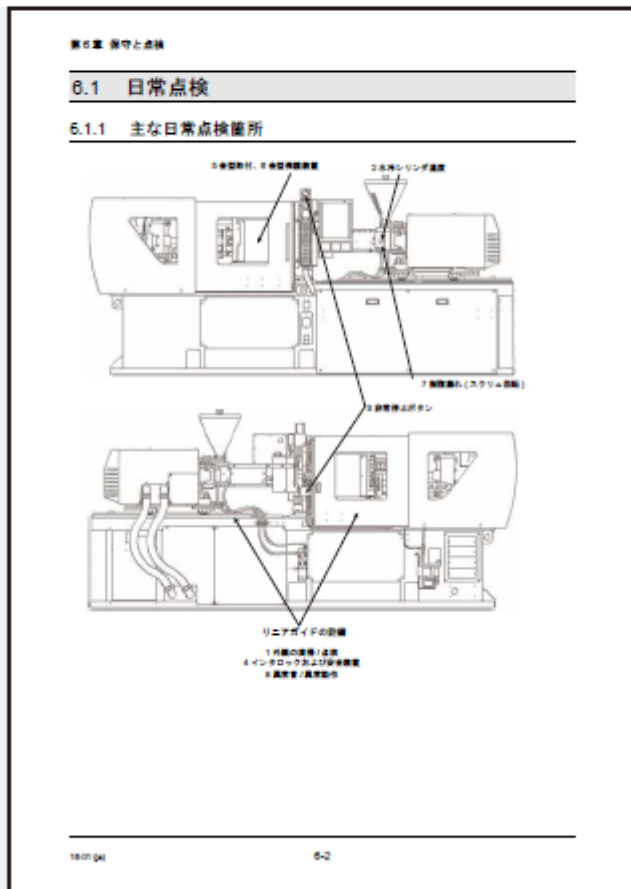 第6章 保守と点検
6.1 日常点検
6.1.1 主な日常点検箇所
5 金型取付、6 金型保護装置
2 水冷シリンダ温度
7 樹脂漏れ (スクリュ回転)
3 非常停止ボタン
リニアガイドの防錆
1 外観の清掃/点検
4 インタロックおよび安全装置
8 異常音/異常動作
6-2